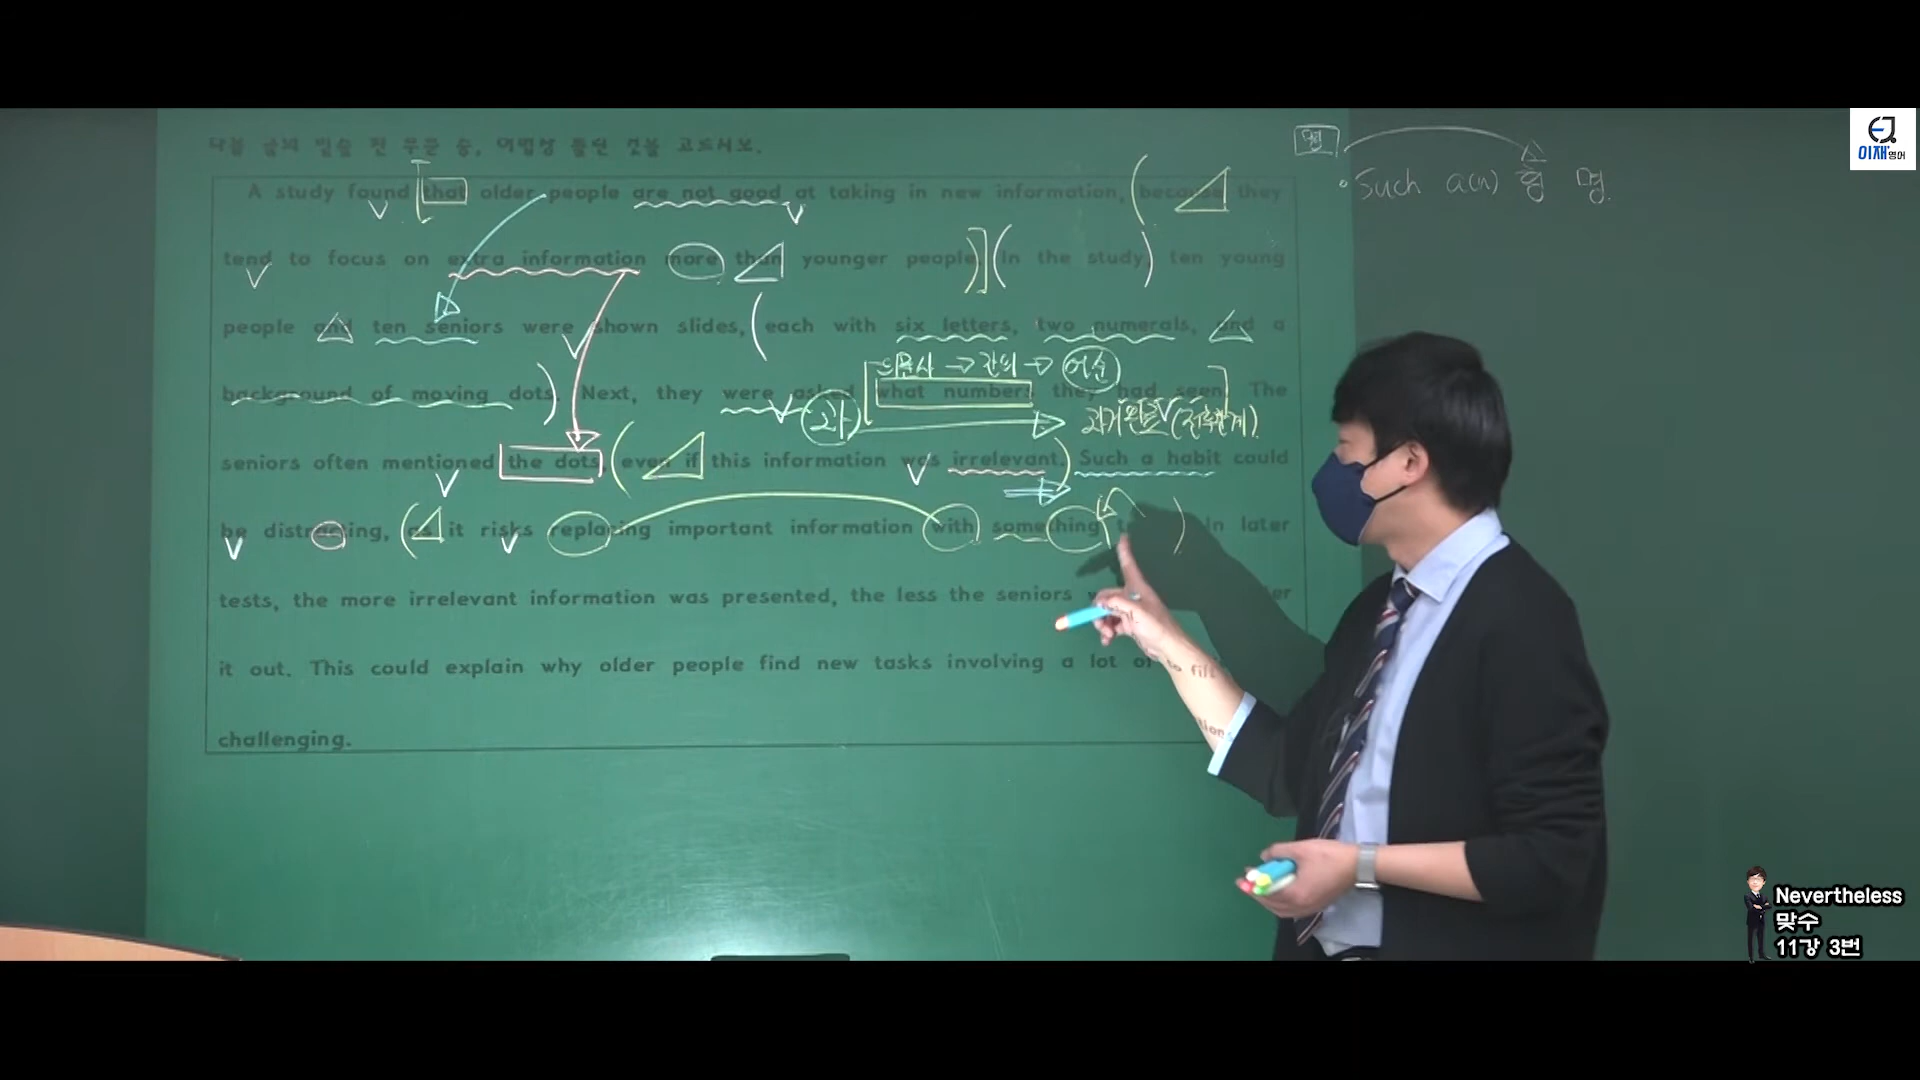 다음 글의 밑줄 친 부분 중, 어법상 틀린 것을 고르시오.
A study found that older people are not good at taking in new information, because they
tend to focus on extra information more than younger people. In the study, ten young
people and ten seniors were shown slides, each with six letters, two numerals, and a
의문사 → 간의 → 어순
background of moving dots. Next, they were asked what numbers they had seen. The
과거완료
seniors often mentioned the dots, even if this information was irrelevant. Such a habit could
be distracting, as it risks replacing important information with something In later
tests, the more irrelevant information was presented, the less the seniors
it out. This could explain why older people find new tasks involving a lot of
to filt
tions
challenging.
명
• Such a(n) 형 명.
EJ
이재영어
Nevertheless
맞수
11강 3번